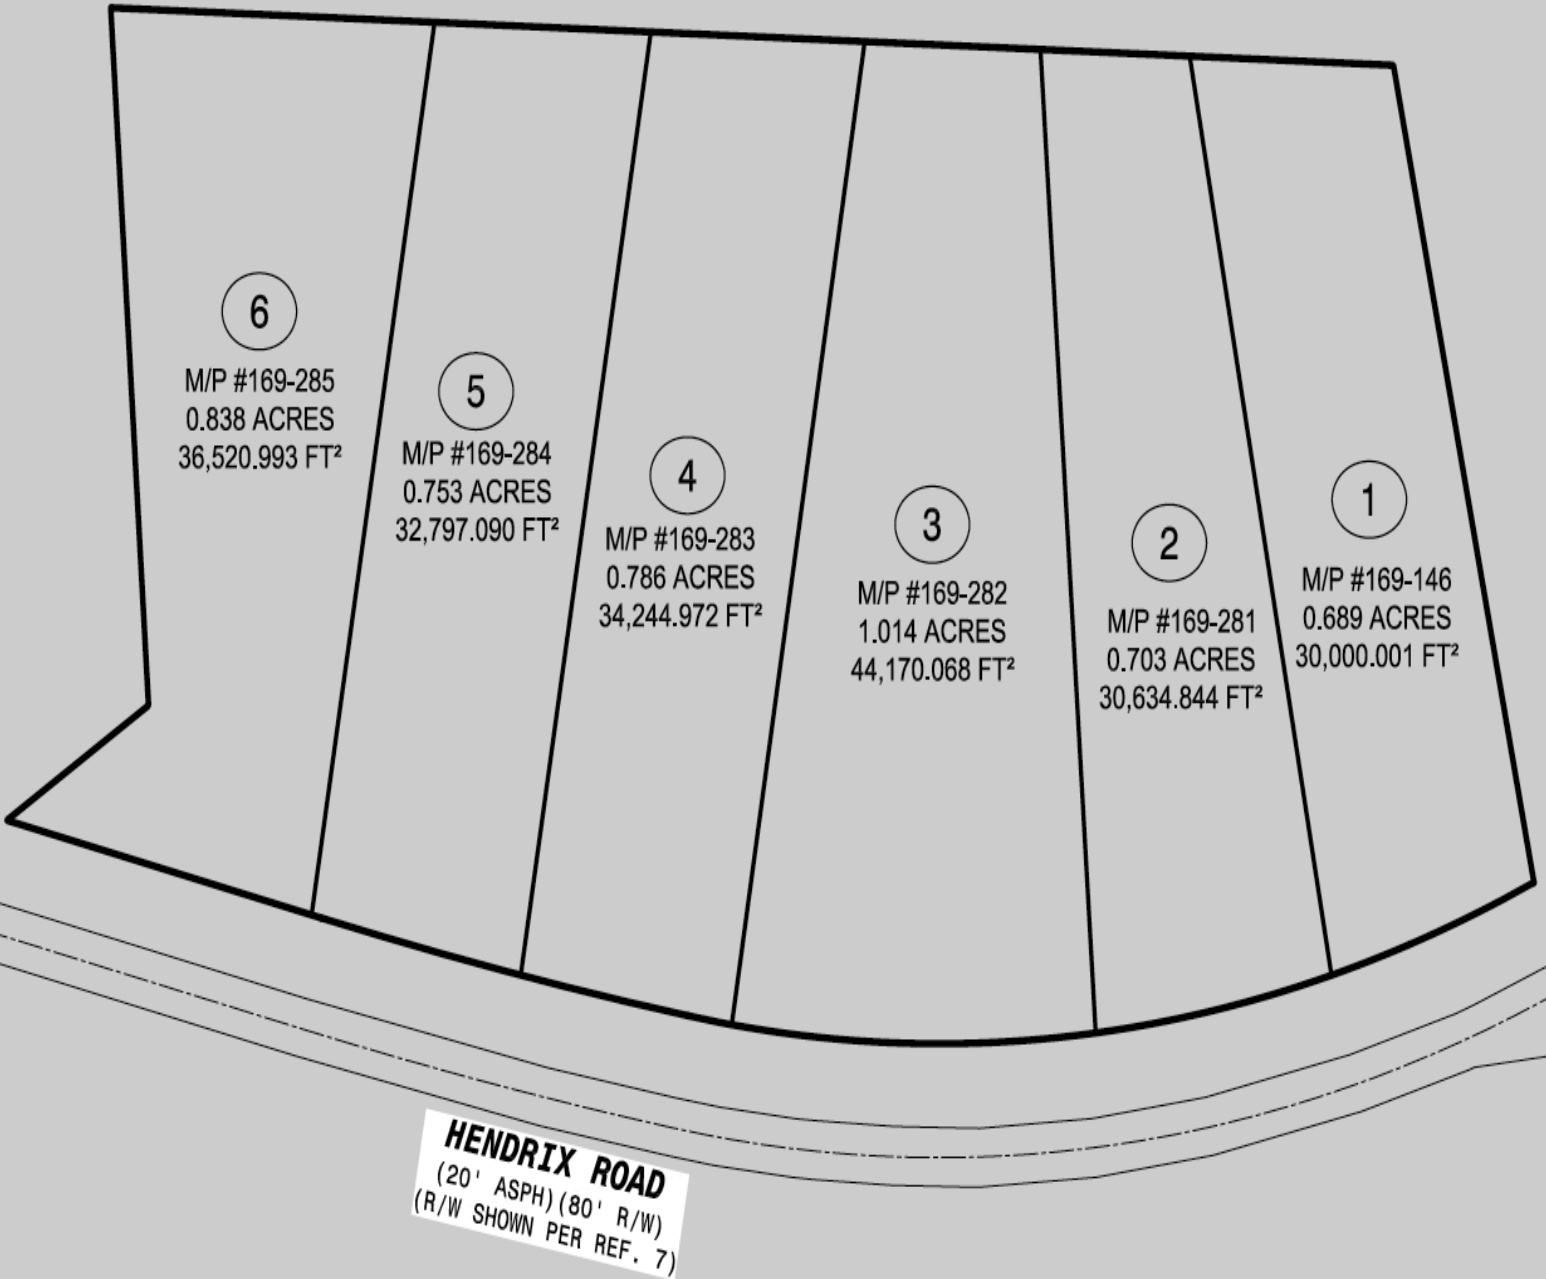 6
M/P #169-285
0.838 ACRES
36,520.993 FT²
5
M/P #169-284
0.753 ACRES
32,797.090 FT²
4
M/P #169-283
0.786 ACRES
34,244.972 FT²
3
M/P #169-282
1.014 ACRES
44,170.068 FT²
2
M/P #169-281
0.703 ACRES
30,634.844 FT²
1
M/P #169-146
0.689 ACRES
30,000.001 FT²
HENDRIX ROAD
(20' ASPH)(80' R/W)
(R/W SHOWN PER REF. 7)